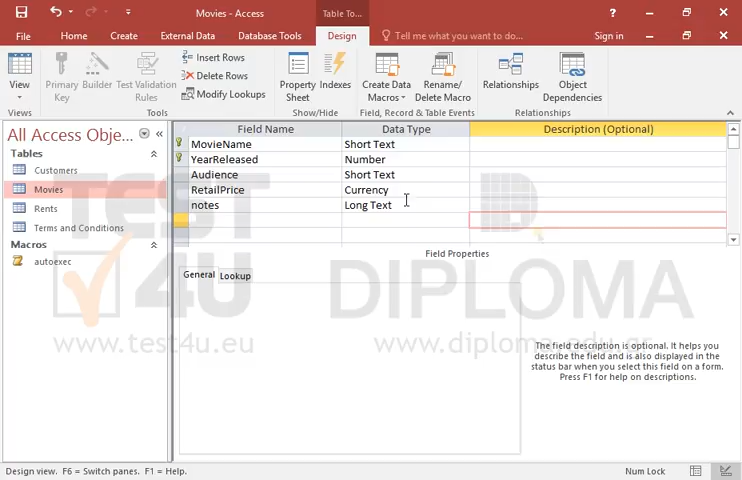 Movies - Access
Table To...
File Home Create External Data Database Tools Design Tell me what you want to do... Sign in
View
Primary Key
Builder
Test Validation Rules
Insert Rows
Delete Rows
Modify Lookups
Property Sheet
Indexes
Create Data Macros
Rename/ Delete Macro
Relationships
Object Dependencies
Views
Tools
Show/Hide
Field, Record & Table Events
Relationships
All Access Obje...
Tables
Customers
Movies
Rents
Terms and Conditions
Macros
autoexec
Field Name Data Type Description (Optional)
MovieName Short Text
YearReleased Number
Audience Short Text
RetailPrice Currency
notes Long Text
Field Properties
General Lookup
The field description is optional. It helps you
describe the field and is also displayed in the
status bar when you select this field on a form.
Press F1 for help on descriptions.
TEST
4U
www.test4u.eu
DIPLOMA
www.diploma-edu.gr
Design view. F6 = Switch panes. F1 = Help.
Num Lock